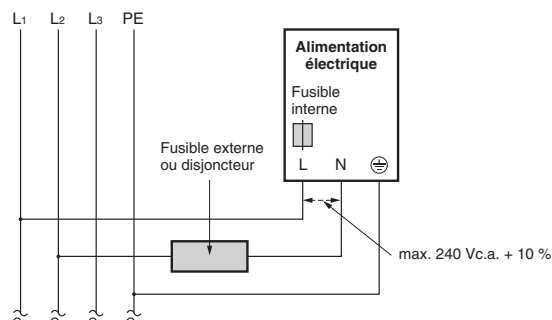 L1 L2 L3 PE
Alimentation
électrique
Fusible
interne
Fusible externe
ou disjoncteur
L N
max. 240 Vc.a. + 10 %